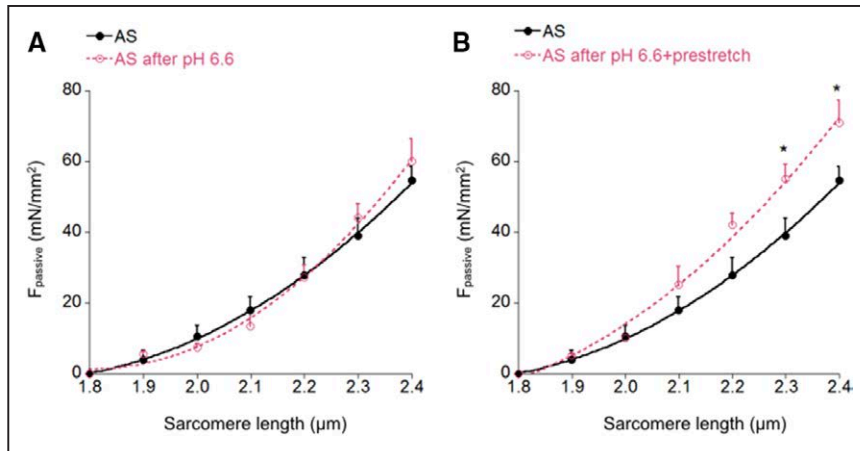 A
AS
AS after pH 6.6
80
60
40
20
0
F passive (mN/mm²)
1.8 1.9 2.0 2.1 2.2 2.3 2.4
Sarcomere length (µm)
B
AS
AS after pH 6.6+prestretch
80
60
40
20
0
F passive (mN/mm²)
* *
1.8 1.9 2.0 2.1 2.2 2.3 2.4
Sarcomere length (µm)